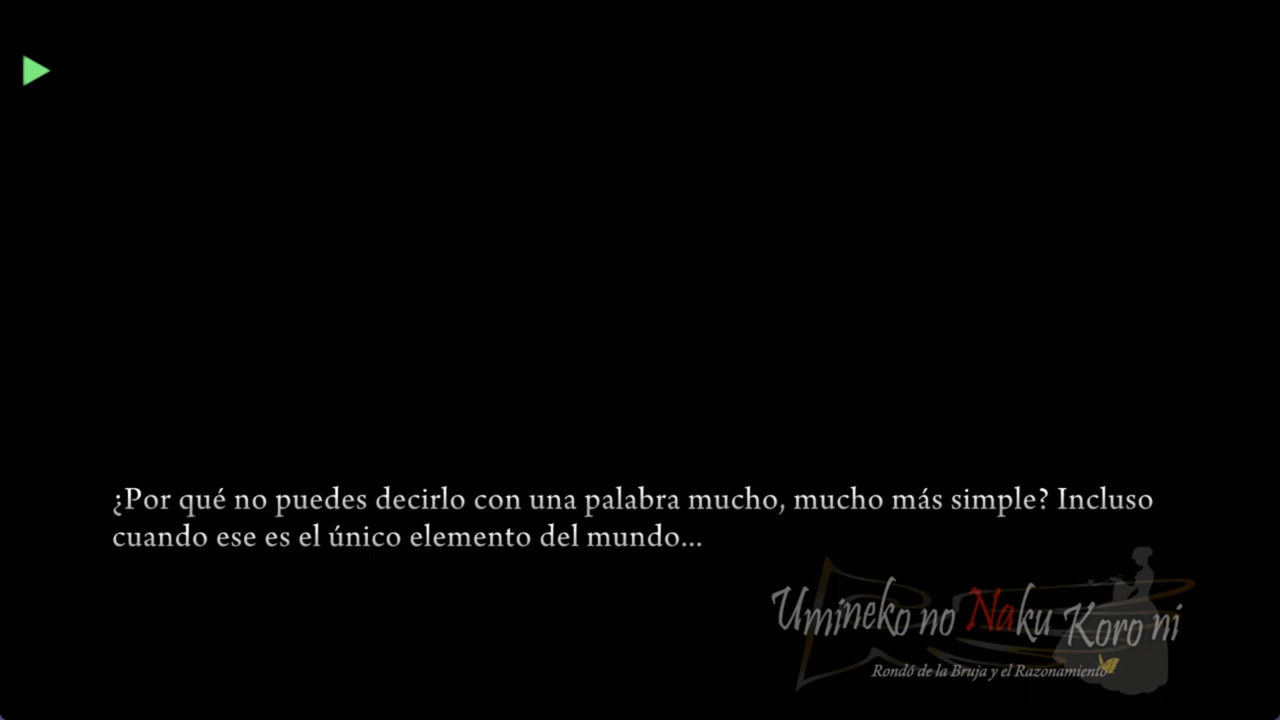 ¿Por qué no puedes decirlo con una palabra mucho, mucho más simple? Incluso
cuando ese es el único elemento del mundo...
Umineko no Naku Koro ni
Rondó de la Bruja y el Razonamiento